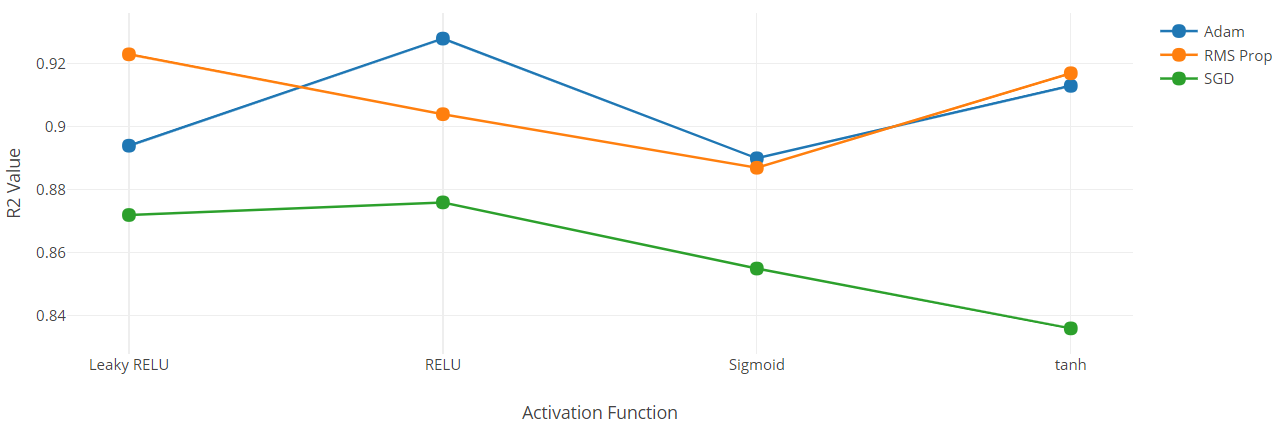 Adam
RMS Prop
SGD
R2 Value
0.92
0.9
0.88
0.86
0.84
Leaky RELU
RELU
Sigmoid
tanh
Activation Function